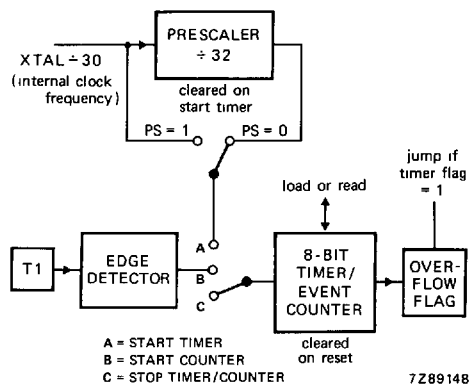 PRESCALER
÷ 32
XTAL ÷ 30
(internal clock
frequency)
cleared on
start timer
PS = 1
PS = 0
jump if
timer flag
= 1
load or read
T1
EDGE
DETECTOR
A
B
C
8-BIT
TIMER/
EVENT
COUNTER
OVER-
FLOW
FLAG
cleared
on reset
A = START TIMER
B = START COUNTER
C = STOP TIMER/COUNTER
7Z89148